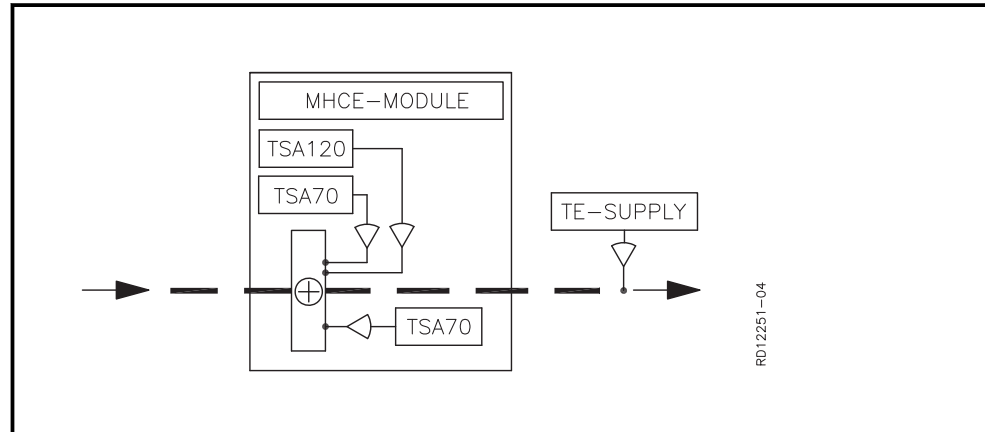 MHCE-MODULE
TSA120
TSA70
TE-SUPPLY
TSA70
RD12251-04